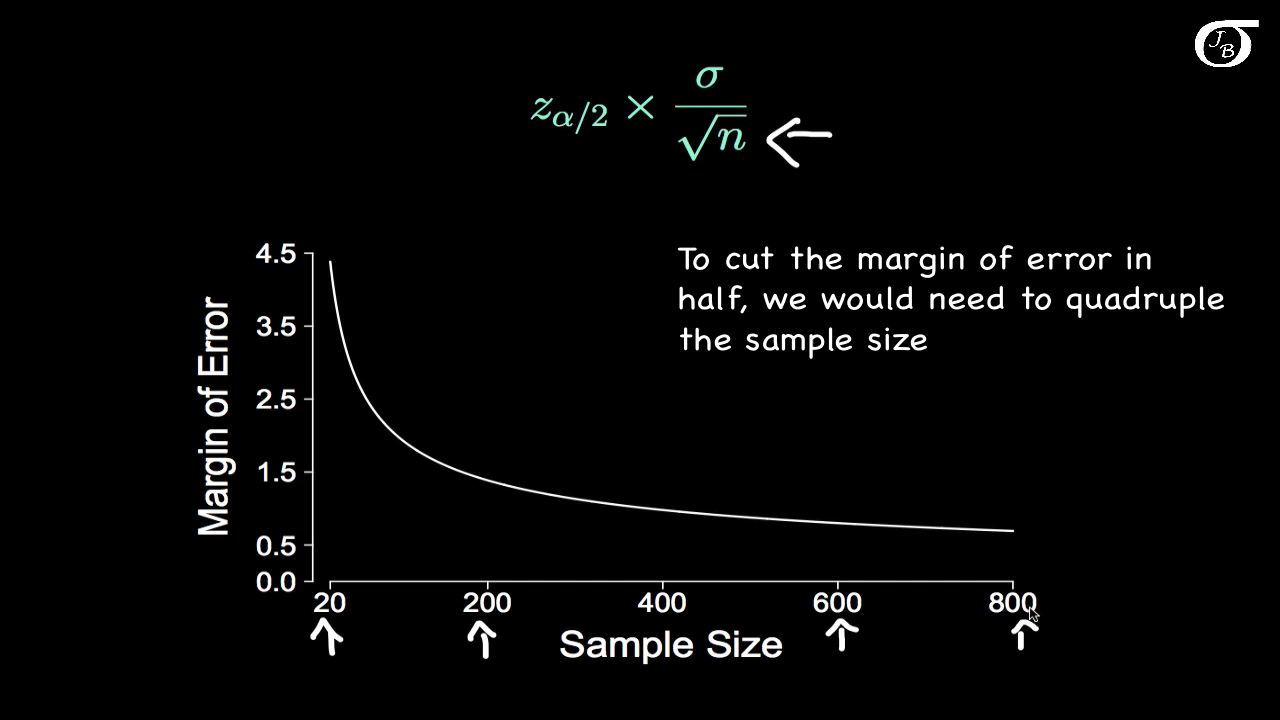 JB
z_{α/2} × σ/√n
To cut the margin of error in
half, we would need to quadruple
the sample size
Margin of Error
4.5
3.5
2.5
1.5
0.5
0.0
20 200 400 600 800
Sample Size